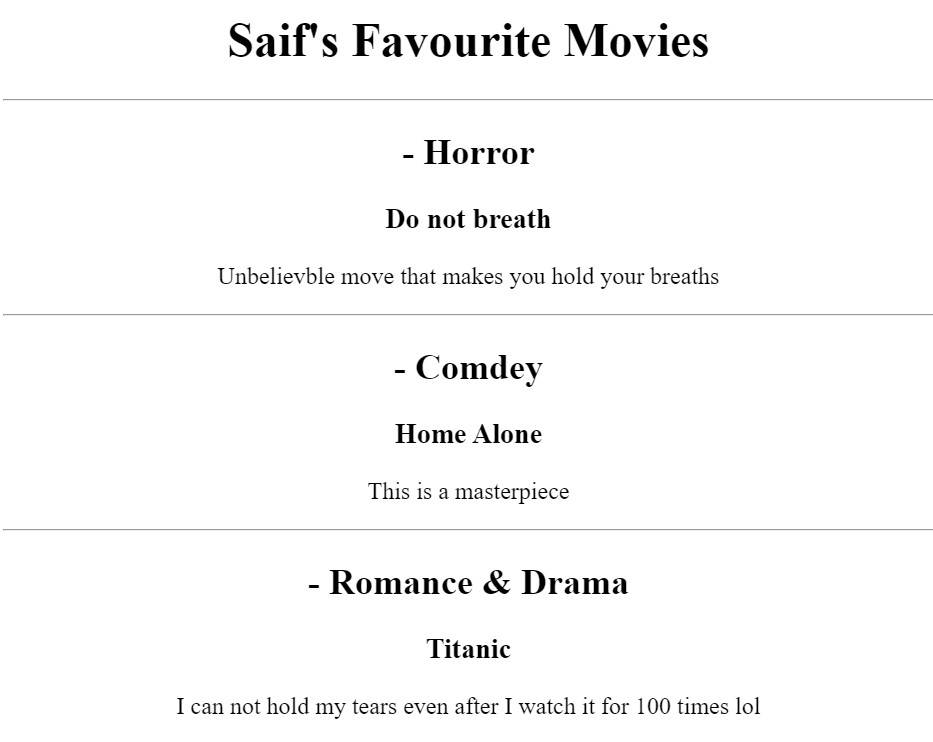 Saif's Favourite Movies
- Horror
Do not breath
Unbelievble move that makes you hold your breaths
- Comdey
Home Alone
This is a masterpiece
- Romance & Drama
Titanic
I can not hold my tears even after I watch it for 100 times lol